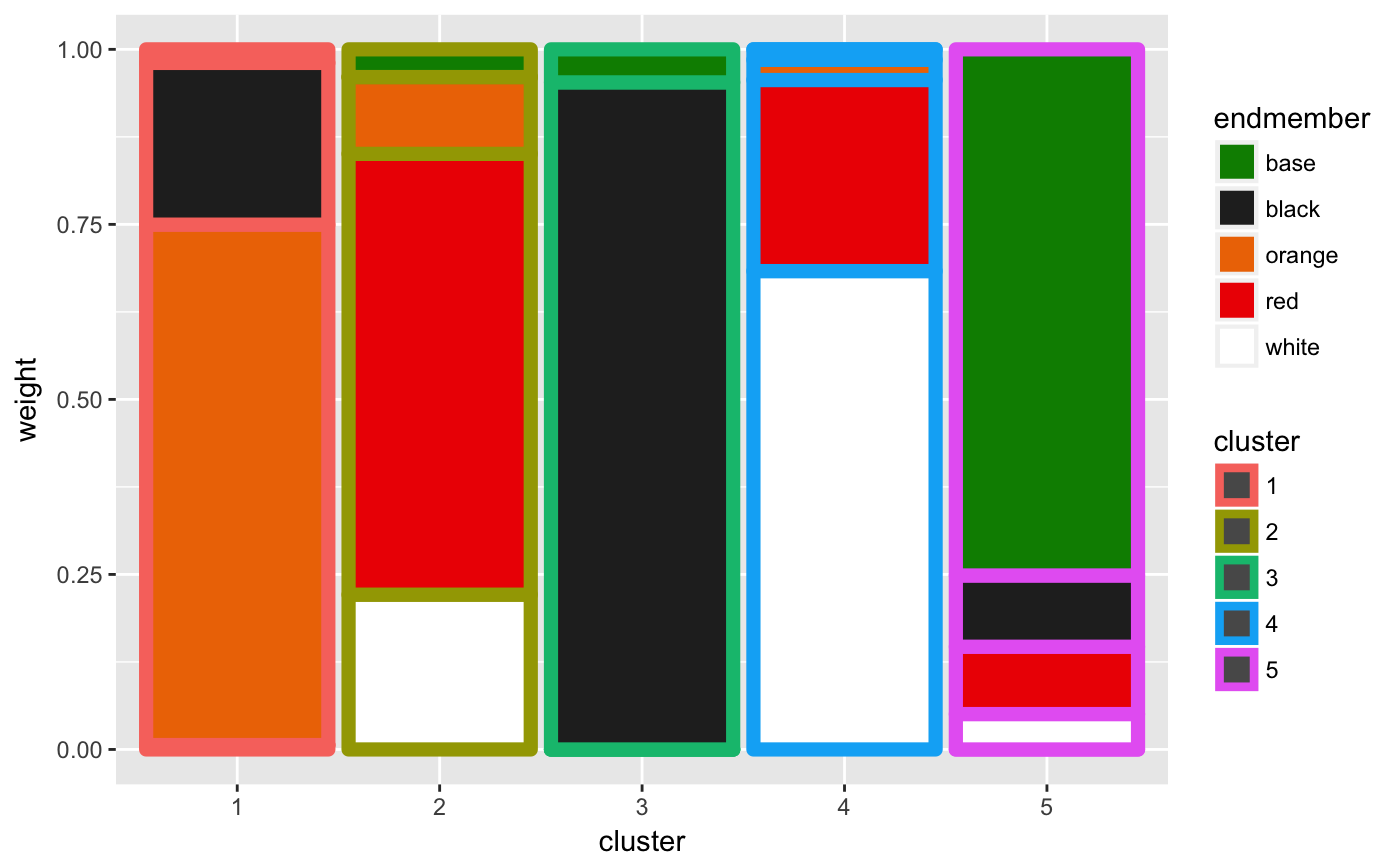 1.00
0.75
0.50
0.25
0.00
weight
1 2 3 4 5
cluster
endmember
base
black
orange
red
white
cluster
1
2
3
4
5